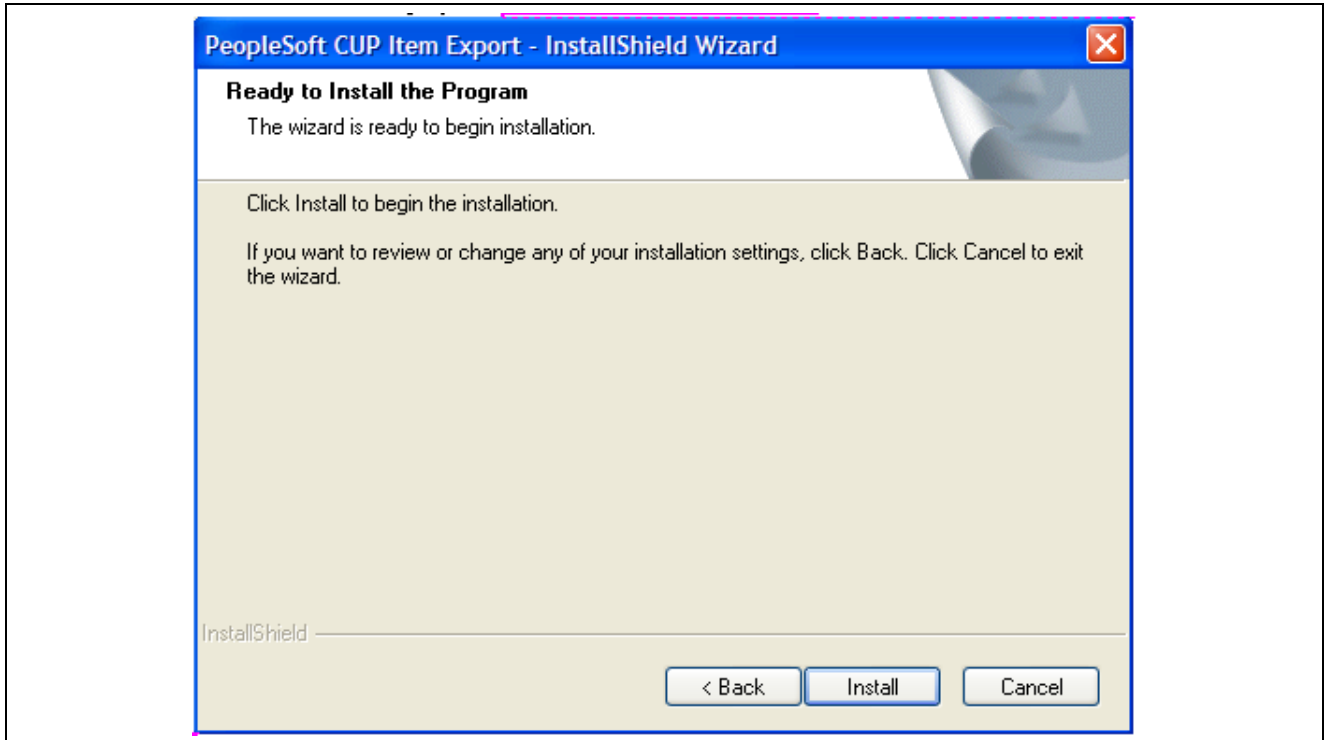 PeopleSoft CUP Item Export - InstallShield Wizard
Ready to Install the Program
The wizard is ready to begin installation.
Click Install to begin the installation.
If you want to review or change any of your installation settings, click Back. Click Cancel to exit
the wizard.
InstallShield
< Back Install Cancel